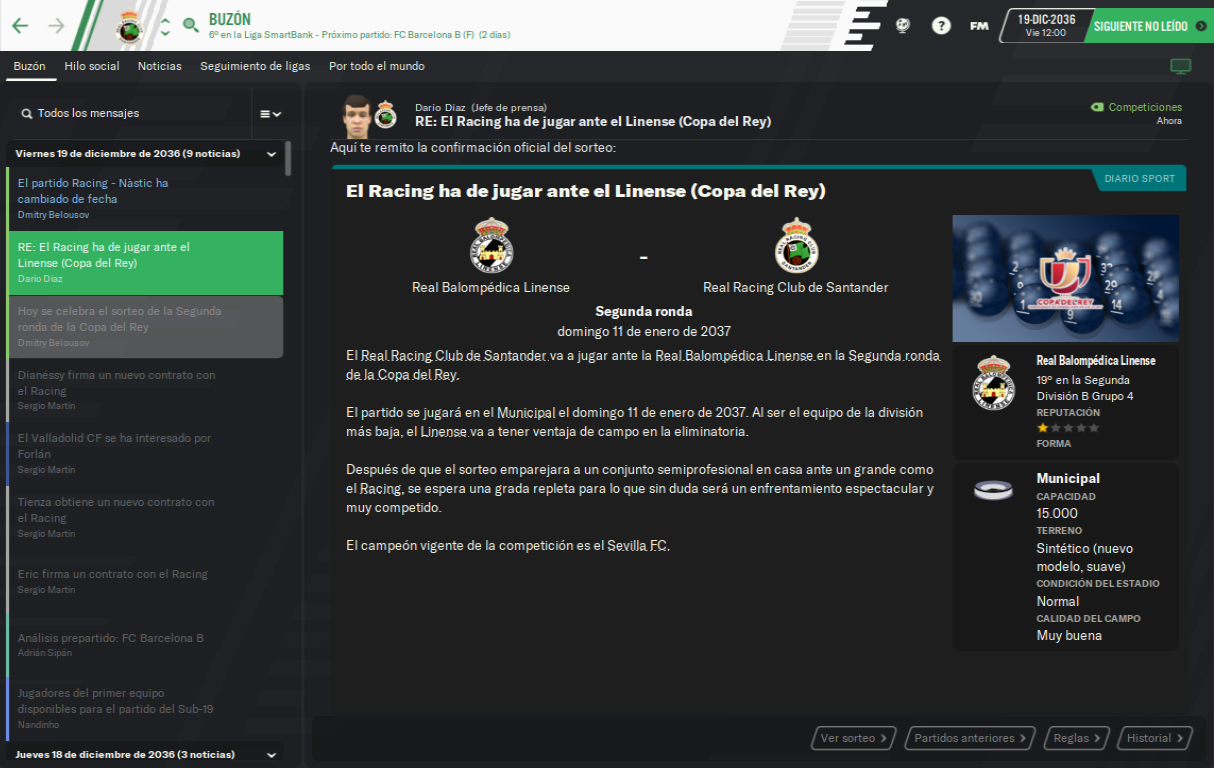 BUZÓN
6º en la Liga SmartBank - Próximo partido: FC Barcelona B (F) (2 días)
FM
19-DIC-2036
Vie 12:00
SIGUIENTE NO LEÍDO
Buzón
Hilo social
Noticias
Seguimiento de ligas
Por todo el mundo
Todos los mensajes
Viernes 19 de diciembre de 2036 (9 noticias)
El partido Racing - Nàstic ha
cambiado de fecha
Dmitry Belousov
RE: El Racing ha de jugar ante el
Linense (Copa del Rey)
Darío Díaz
Hoy se celebra el sorteo de la Segunda
ronda de la Copa del Rey
Dmitry Belousov
Dianéssy firma un nuevo contrato con
el Racing
Sergio Martín
El Valladolid CF se ha interesado por
Forlán
Sergio Martín
Tienza obtiene un nuevo contrato con
el Racing
Sergio Martín
Eric firma un contrato con el Racing
Sergio Martín
Análisis prepartido: FC Barcelona B
Adrián Sipán
Jugadores del primer equipo
disponibles para el partido del Sub-19
Nandinho
Jueves 18 de diciembre de 2036 (3 noticias)
Darío Díaz (Jefe de prensa)
RE: El Racing ha de jugar ante el Linense (Copa del Rey)
Competiciones
Ahora
Aquí te remito la confirmación oficial del sorteo:
DIARIO SPORT
El Racing ha de jugar ante el Linense (Copa del Rey)
-
Real Balompédica Linense
Real Racing Club de Santander
Segunda ronda
domingo 11 de enero de 2037
El Real Racing Club de Santander va a jugar ante la Real Balompédica Linense en la Segunda ronda
de la Copa del Rey.
El partido se jugará en el Municipal el domingo 11 de enero de 2037. Al ser el equipo de la división
más baja, el Linense va a tener ventaja de campo en la eliminatoria.
Después de que el sorteo emparejara a un conjunto semiprofesional en casa ante un grande como
el Racing, se espera una grada repleta para lo que sin duda será un enfrentamiento espectacular y
muy competido.
El campeón vigente de la competición es el Sevilla FC.
COPA DEL REY
Real Balompédica Linense
19º en la Segunda
División B Grupo 4
REPUTACIÓN
FORMA
Municipal
CAPACIDAD
15.000
TERRENO
Sintético (nuevo
modelo, suave)
CONDICIÓN DEL ESTADIO
Normal
CALIDAD DEL CAMPO
Muy buena
Ver sorteo
Partidos anteriores
Reglas
Historial